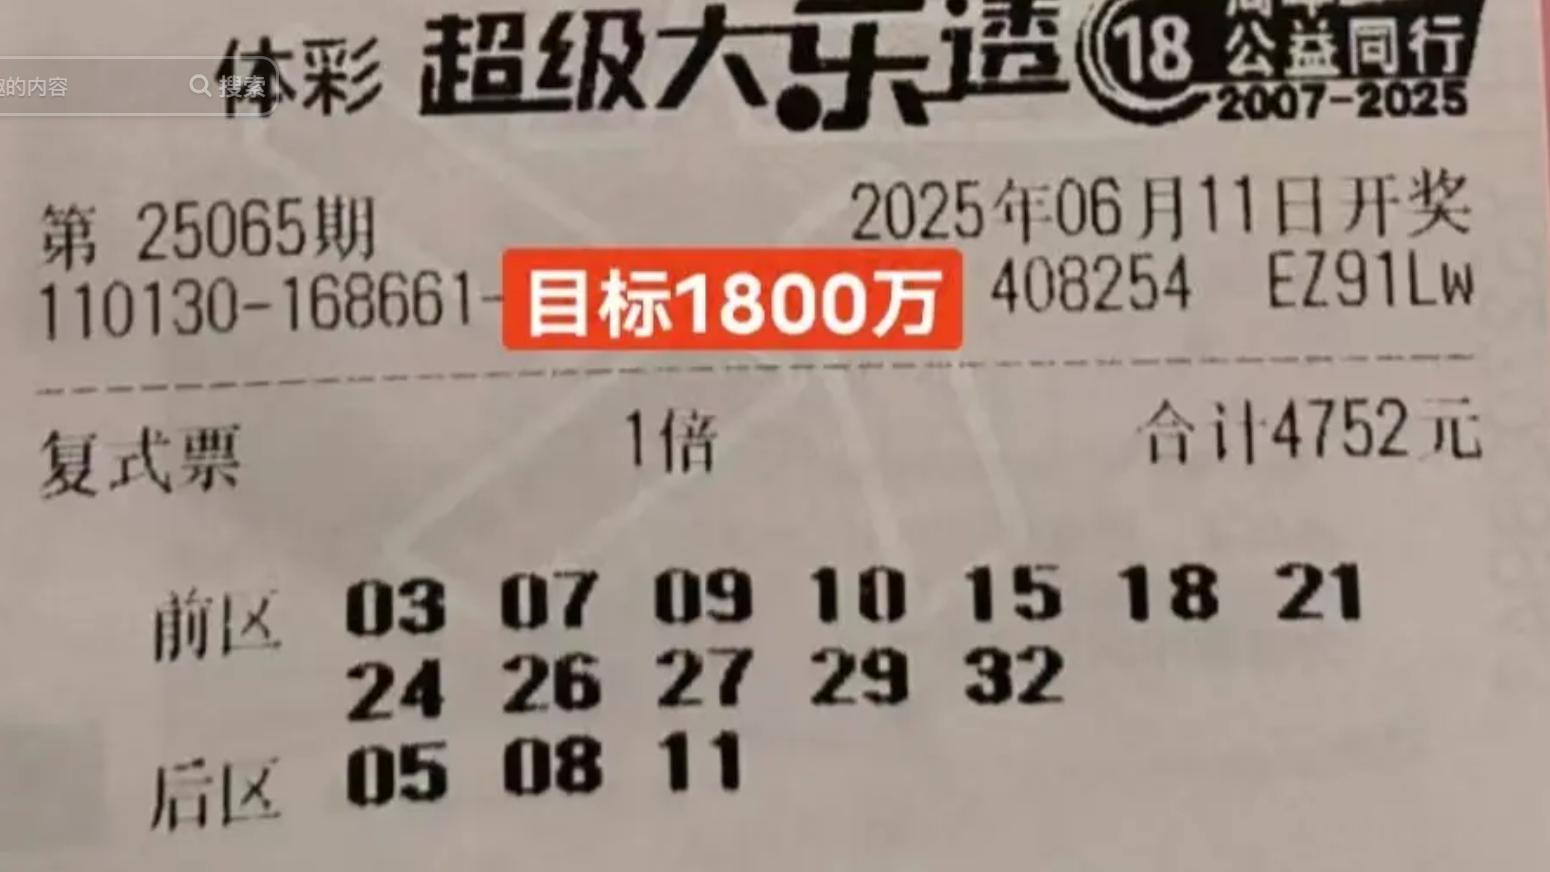 趣的内容 搜索
体彩 超级大乐透 18 公益同行
2007-2025
第 25065期 2025年06月11日开奖
110130-168661- 目标1800万 408254 EZ91Lw
复式票 1倍 合计4752元
前区 03 07 09 10 15 18 21
24 26 27 29 32
后区 05 08 11